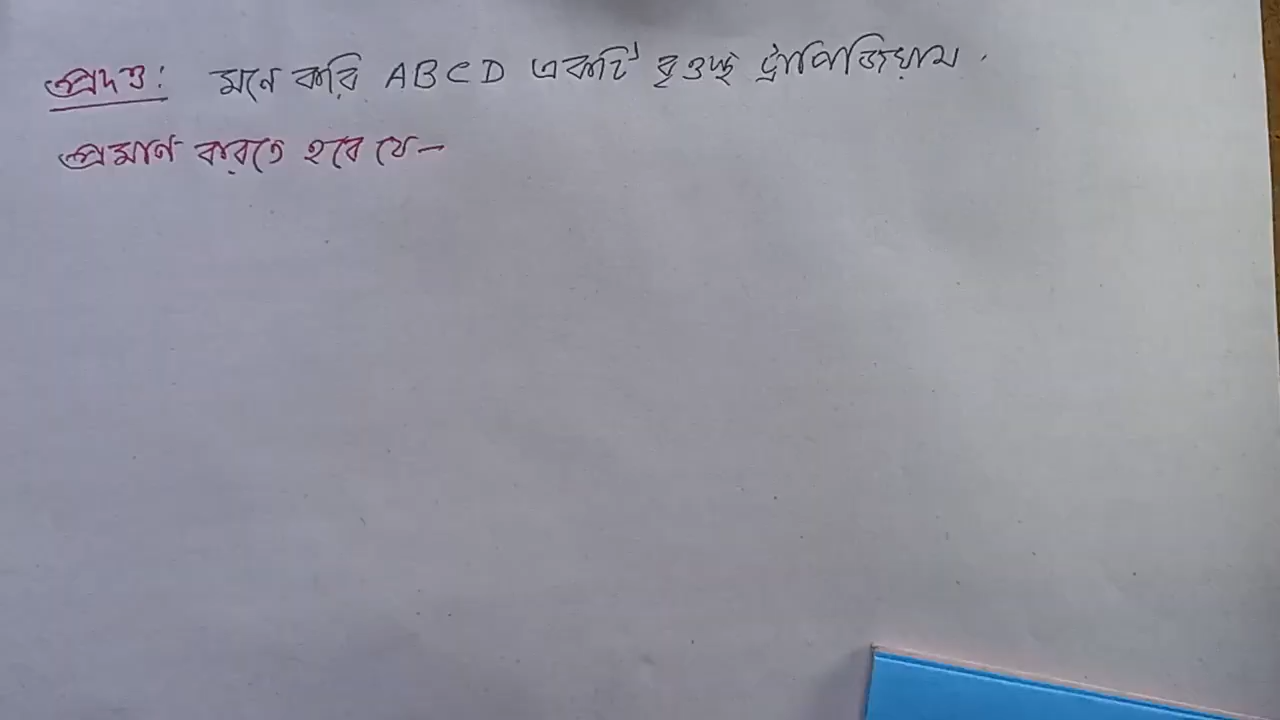 প্রদত্ত: মনে করি ABCD একটি বৃত্তস্থ ট্রাপিজিয়াম.
প্রমাণ করতে হবে যে-